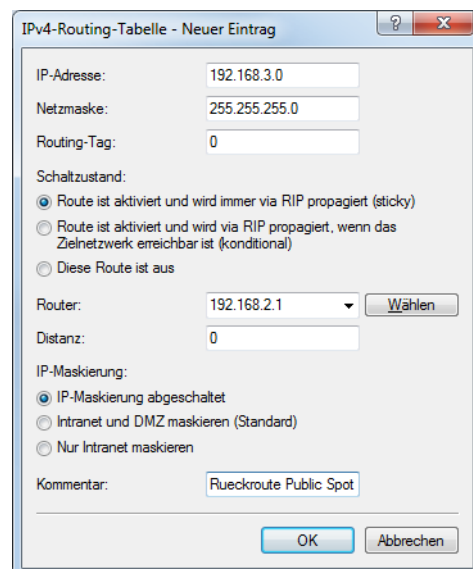 IPv4-Routing-Tabelle - Neuer Eintrag
IP-Adresse: 192.168.3.0
Netzmaske: 255.255.255.0
Routing-Tag: 0
Schaltzustand:
Route ist aktiviert und wird immer via RIP propagiert (sticky)
Route ist aktiviert und wird via RIP propagiert, wenn das
Zielnetzwerk erreichbar ist (konditional)
Diese Route ist aus
Router: 192.168.2.1 Wählen
Distanz: 0
IP-Maskierung:
IP-Maskierung abgeschaltet
Intranet und DMZ maskieren (Standard)
Nur Intranet maskieren
Kommentar: Rueckroute Public Spot
OK Abbrechen